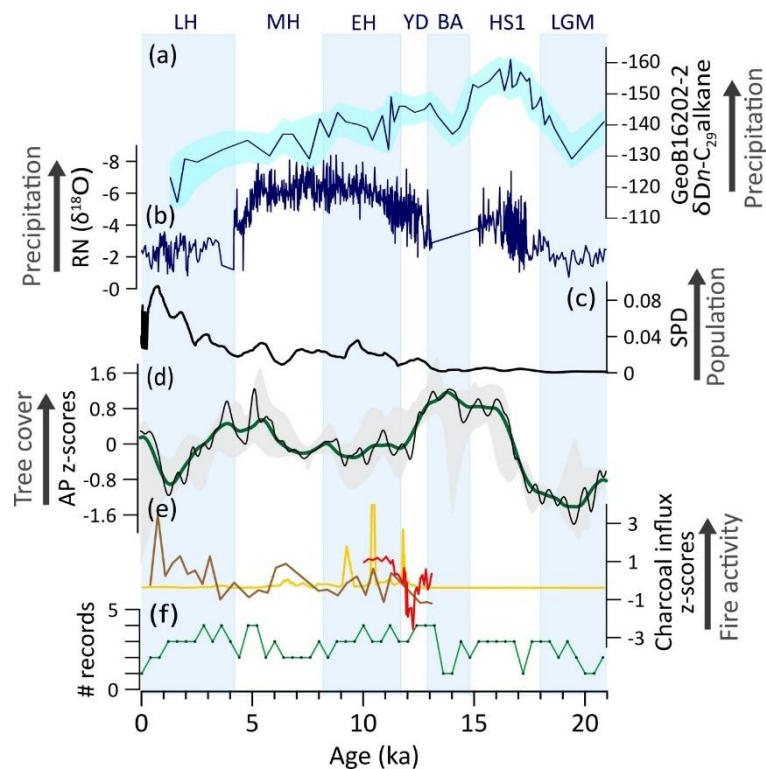 LH MH EH YD BA HS1 LGM
(a)
-160
-150
-140
-130
-120
-110
GeoB16202-2
δDn-C29alkane
Precipitation
Precipitation
RN (δ18O)
-8
-6
-4
-2
-0
(b)
(c)
0.08
0.04
0
SPD
Population
(d)
Tree cover
AP z-scores
1.6
0.8
0
-0.8
-1.6
(e)
3
1
-1
-3
Charcoal influx
z-scores
Fire activity
(f)
# records
5
0
0 5 10 15 20
Age (ka)